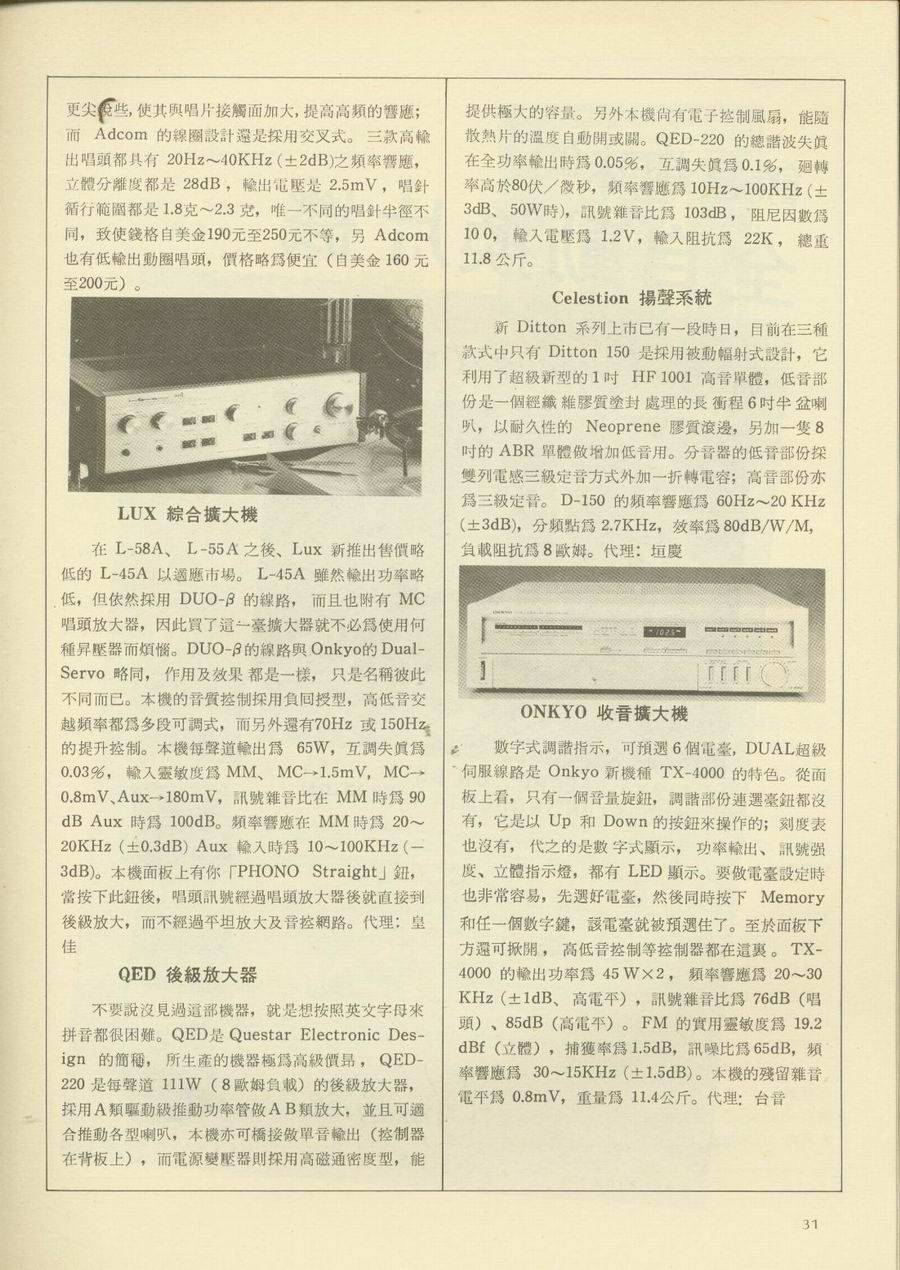 更尖銳些,使其與唱片接觸面加大,提高高頻的響應;
而 Adcom 的線圈設計還是採用交叉式。 三款高輸
出唱頭都具有 20Hz～40KHz (±2dB)之頻率響應,
立體分離度都是 28dB , 輸出電壓是 2.5mV , 唱針
循行範圍都是 1.8克～2.3 克, 唯一不同的唱針半徑不
同, 致使錢格自美金190元至250元不等, 另 Adcom
也有低輸出動圈唱頭, 價格略爲便宜 (自美金 160 元
至200元) 。
LUX 綜合擴大機
在 L-58A、 L-55A 之後、Lux 新推出售價略
低的 L-45A 以適應市場。 L-45A 雖然輸出功率略
低, 但依然採用 DUO-β 的線路, 而且也附有 MC
唱頭放大器, 因此買了這一臺擴大器就不必爲使用何
種昇壓器而煩惱。DUO-β的線路與 Onkyo的 Dual-
Servo 略同, 作用及效果 都是一樣, 只是名稱彼此
不同而已。本機的音質控制採用負回授型, 高低音交
越頻率都爲多段可調式, 而另外還有70Hz 或 150Hz
的提升控制。本機每聲道輸出爲 65W, 互調失眞爲
0.03%, 輸入靈敏度爲 MM、 MC→1.5mV, MC→
0.8mV、Aux→180mV, 訊號雜音比在 MM 時爲 90
dB Aux 時爲 100dB。頻率響應在 MM時爲 20～
20KHz (±0.3dB) Aux 輸入時爲 10～100KHz (－
3dB)。本機面板上有你「PHONO Straight」鈕,
當按下此鈕後, 唱頭訊號經過唱頭放大器後就直接到
後級放大, 而不經過平坦放大及音控網路。代理: 皇
佳
QED 後級放大器
不要說沒見過這部機器, 就是想按照英文字母來
拼音都很困難。QED是 Questar Electronic Des-
ign 的簡稱, 所生產的機器極爲高級價昻 , QED-
220 是每聲道 111W ( 8歐姆負載) 的後級放大器,
採用A類驅動級推動功率管做ＡＢ類放大, 並且可適
合推動各型喇叭, 本機亦可橋接做單音輸出 (控制器
在背板上) , 而電源變壓器則採用高磁通密度型, 能
提供極大的容量。另外本機尙有電子控制風扇, 能隨
散熱片的溫度自動開或關。QED-220 的總諧波失眞
在全功率輸出時爲 0.05%, 互調失眞爲 0.1%, 迴轉
率高於80伏／微秒, 頻率響應爲 10Hz～100KHz (±
3dB、 50W時), 訊號雜音比爲 103dB , 阻尼因數爲
10 0, 輸入電壓爲 1.2V, 輸入阻抗爲 22K , 總重
11.8 公斤。
Celestion 揚聲系統
新 Ditton 系列上市已有一段時日, 目前在三種
款式中只有 Ditton 150 是採用被動輻射式設計, 它
利用了超級新型的 1 吋 HF 1001 高音單體, 低音部
份是一個經纖 維膠質塗封 處理的長 衝程 6 吋半 盆喇
叭, 以耐久性的 Neoprene 膠質滾邊, 另加一隻 8
吋的 ABR 單體做增加低音用。分音器的低音部份採
雙列電感三級定音方式外加一折轉電容; 高音部份亦
爲三級定音。 D-150 的頻率響應爲 60Hz～20 KHz
(±3dB), 分頻點爲 2.7KHz, 效率爲 80dB/W/M,
負載阻抗爲 8 歐姆。代理: 垣慶
ONKYO
102.5
ONKYO 收音擴大機
數字式調諧指示, 可預選 6 個電臺, DUAL超級
伺服線路是 Onkyo 新機種 TX-4000 的特色。從面
板上看, 只有一個音量旋鈕, 調諧部份連選臺鈕都沒
有, 它是以 Up 和 Down 的按鈕來操作的; 刻度表
也沒有, 代之的是數 字式顯示, 功率輸出、 訊號強
度、立體指示燈, 都有 LED 顯示。要做電臺設定時
也非常容易, 先選好電臺, 然後同時按下 Memory
和任一個數字鍵, 該電臺就被預選住了。至於面板下
方還可掀開 , 高低音控制等控制器都在這裏 。 TX-
4000 的輸出功率爲 45 W×2 , 頻率響應爲 20～30
KHz (±1dB、 高電平) , 訊號雜音比爲 76dB (唱
頭) 、85dB (高電平) 。 FM 的實用靈敏度爲 19.2
dBf (立體) , 捕獲率爲 1.5dB, 訊噪比爲 65dB, 頻
率響應爲 30～15KHz (±1.5dB)。本機的殘留雜音
電平爲 0.8mV, 重量爲 11.4公斤。代理: 台音
31